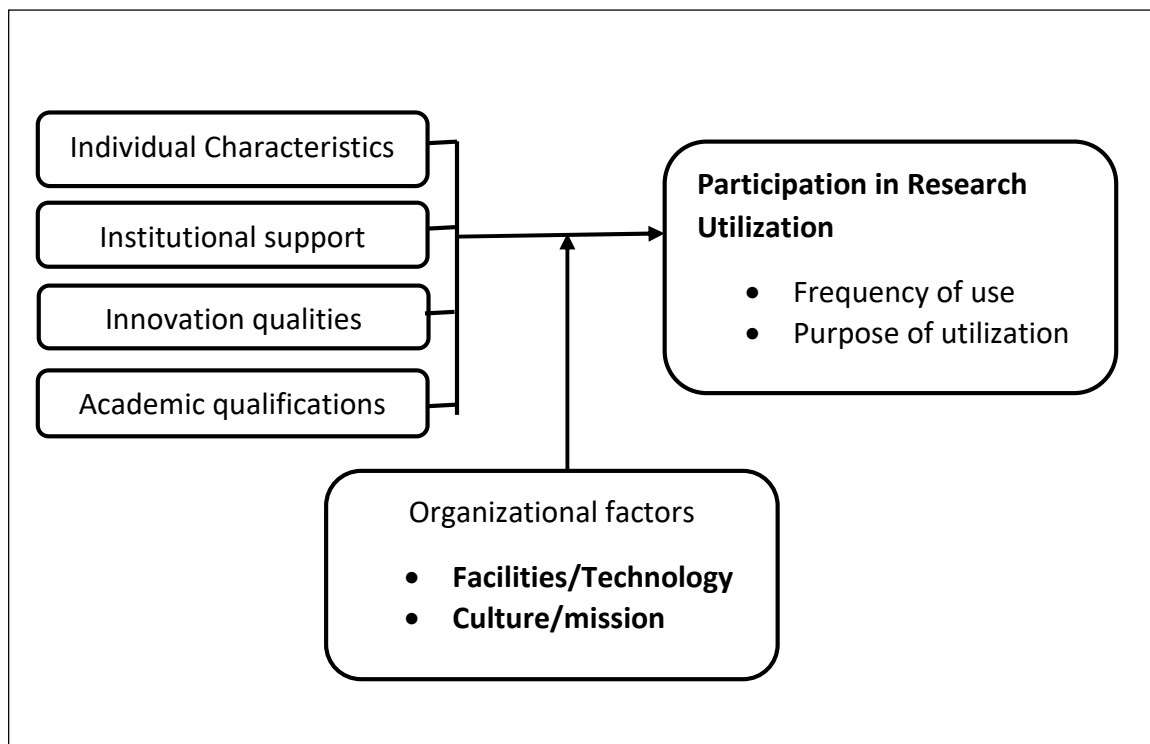 Individual Characteristics
Institutional support
Innovation qualities
Academic qualifications
Participation in Research
Utilization
• Frequency of use
• Purpose of utilization
Organizational factors
• Facilities/Technology
• Culture/mission